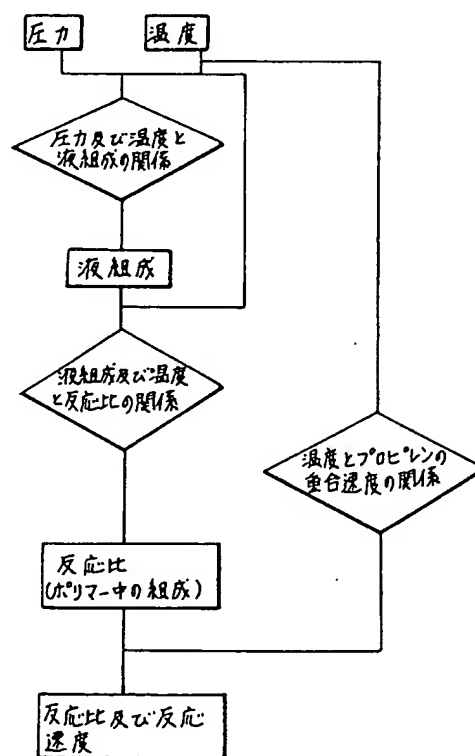 圧力
温度
圧力及び温度と
液組成の関係
液組成
液組成及び温度
と反応比の関係
温度とプロピレンの
重合速度の関係
反応比
(ポリマー中の組成)
反応比及び反応
速度